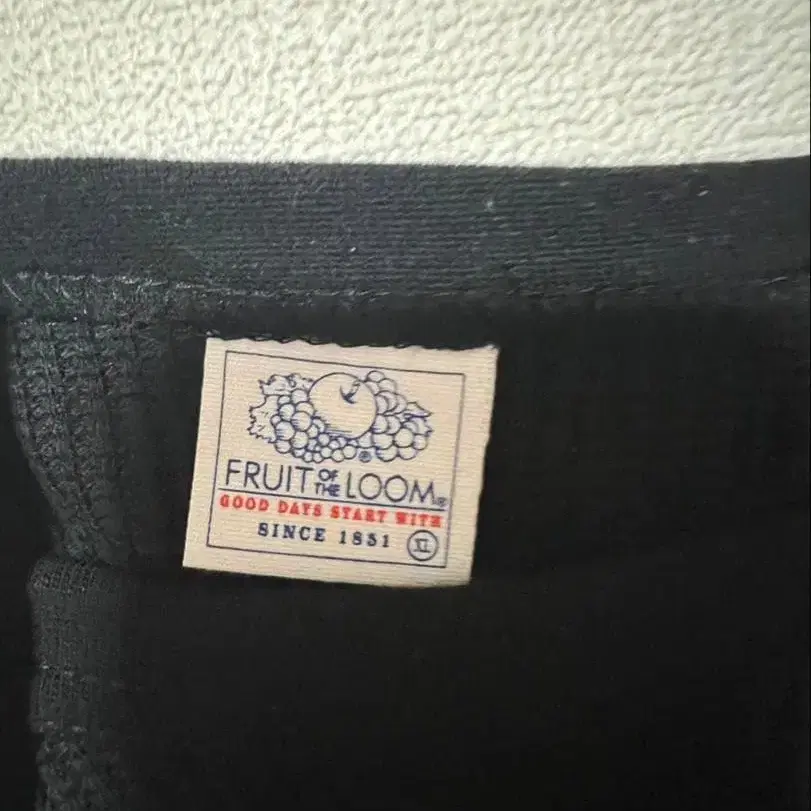 ®
FRUIT OF THE LOOM®
GOOD DAYS START WITH
SINCE 1851 XL